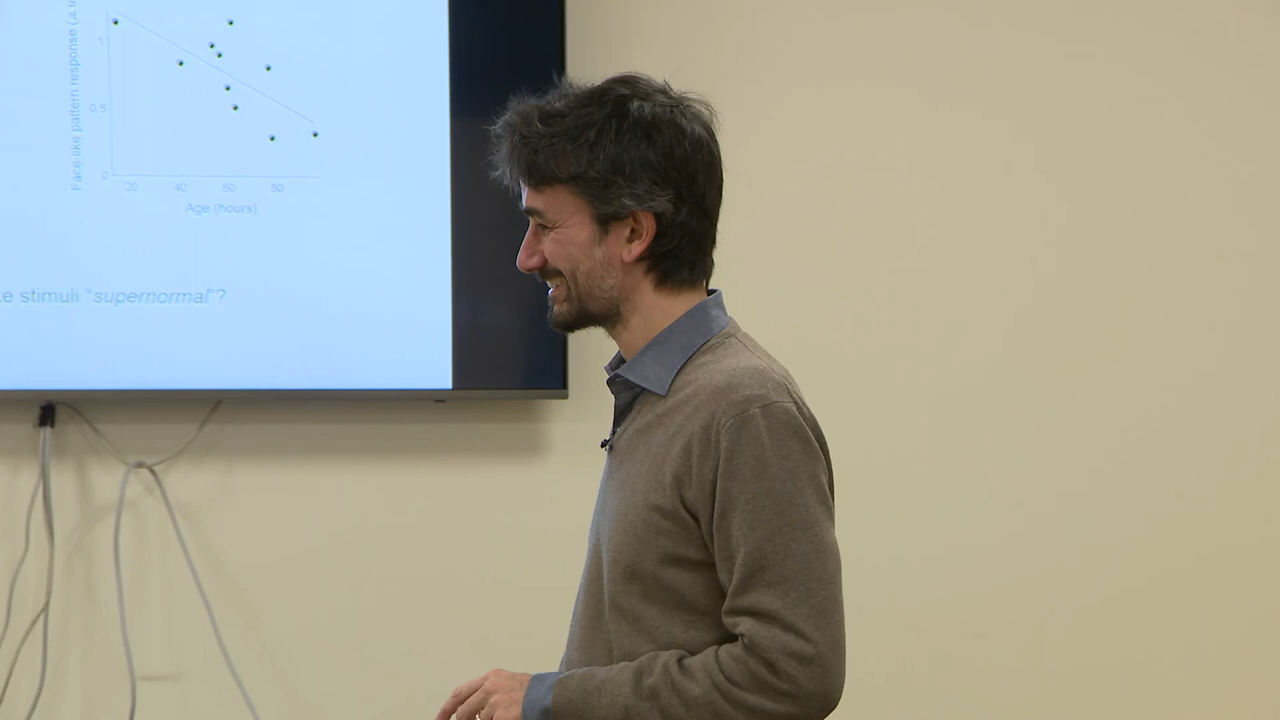 Face-like pattern response (a.u
1
0.5
0
20 40 60 80
Age (hours)
e stimuli “supernormal”?